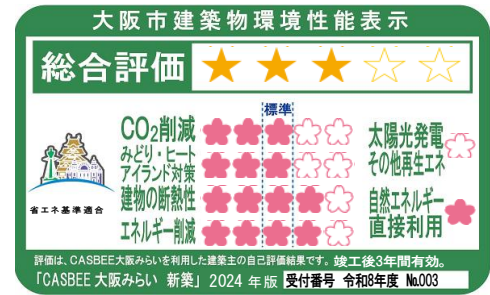 大阪市建築物環境性能表示
総合評価
標準
CO₂削減
みどり・ヒート
アイランド対策
建物の断熱性
エネルギー削減
太陽光発電
その他再生エネ
自然エネルギー
直接利用
省エネ基準適合
評価は、CASBEE大阪みらいを利用した建築主の自己評価結果です。竣工後3年間有効。
「CASBEE大阪みらい 新築」2024年版 受付番号 令和8年度 №003